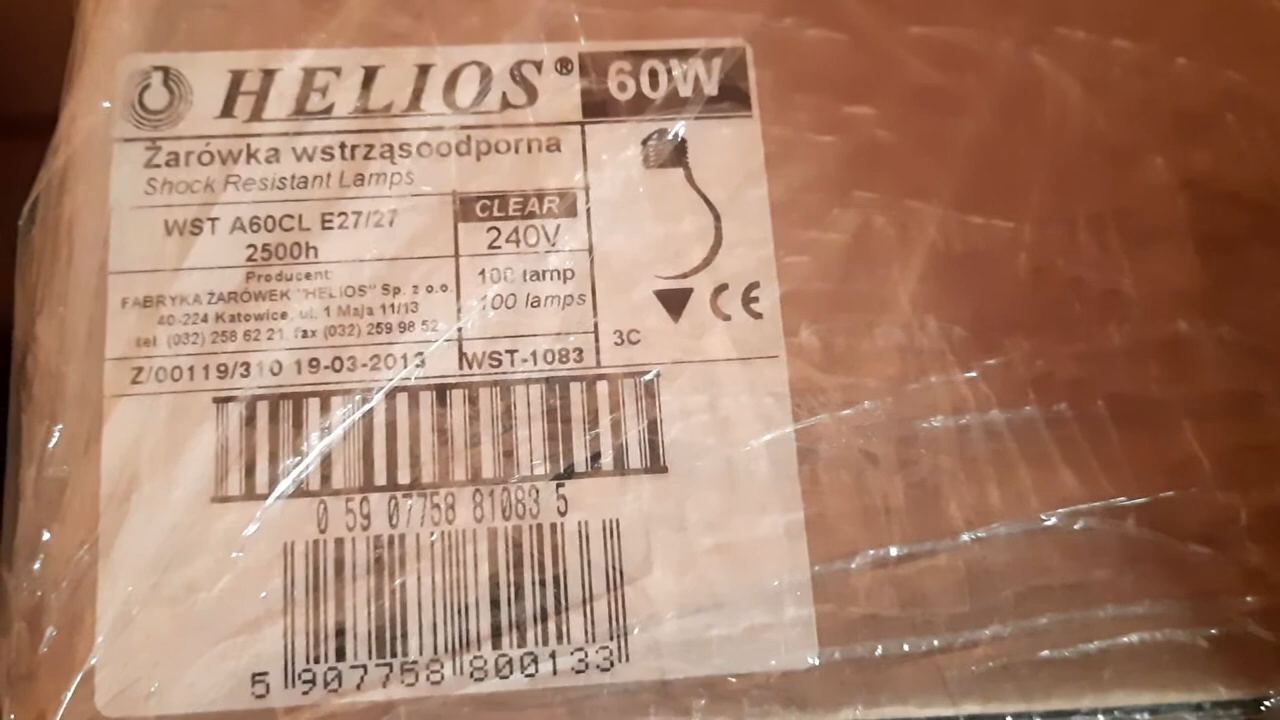 HELIOS®
60W
Żarówka wstrząsoodporna
Shock Resistant Lamps
WST A60CL E27/27
2500h
CLEAR
240V
Producent:
FABRYKA ŻARÓWEK "HELIOS" Sp. z o.o.
40-224 Katowice, ul. 1 Maja 11/13
tel. (032) 258 62 21, fax (032) 259 98 52
100 lamp
100 lamps
CE
3C
Z/00119/310 19-03-2013
WST-1083
0 59 07758 81083 5
5 907758 800133